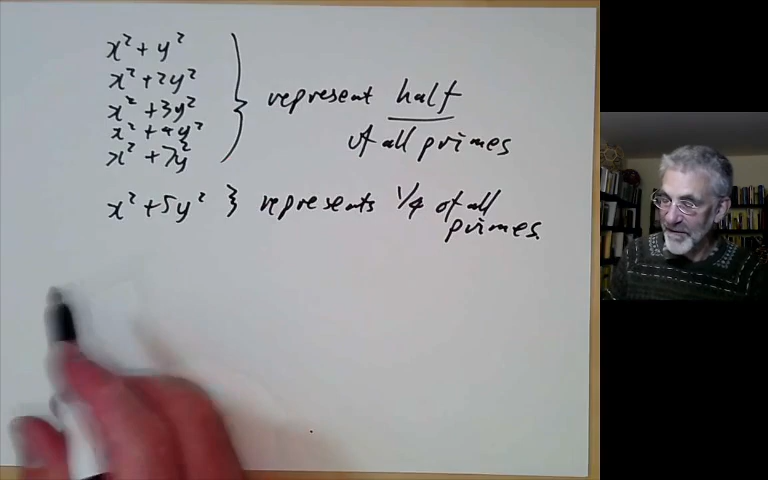 x² + y²
x² + 2y²
x² + 3y²
x² + 4y²
x² + 7y²
} represent half
of all primes
x² + 5y² } represents 1/4 of all
primes.